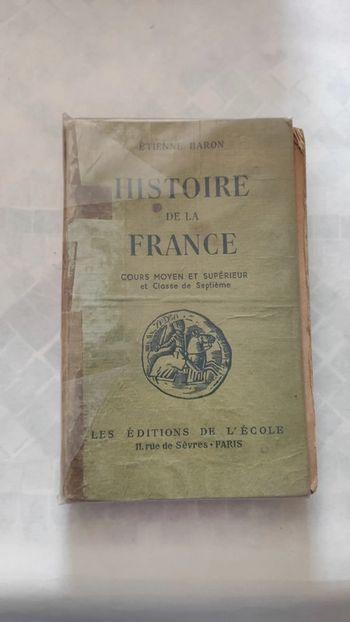 ÉTIENNE BARON
HISTOIRE
DE LA
FRANCE
COURS MOYEN ET SUPÉRIEUR
et Classe de Septième
LES ÉDITIONS DE L'ÉCOLE
11, rue de Sèvres • PARIS